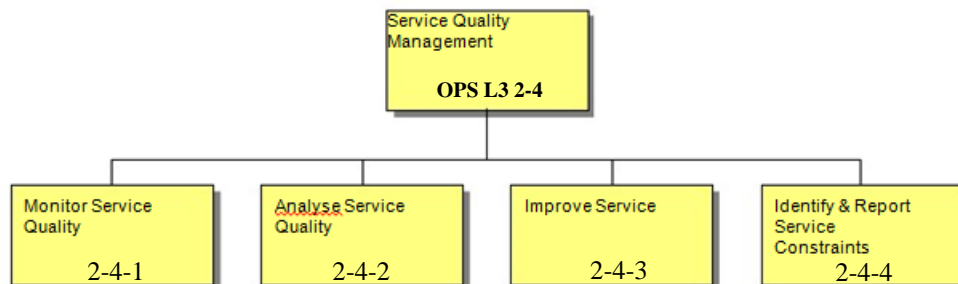 Service Quality
Management
OPS L3 2-4
Monitor Service
Quality
2-4-1
Analyse Service
Quality
2-4-2
Improve Service
2-4-3
Identify & Report
Service
Constraints
2-4-4